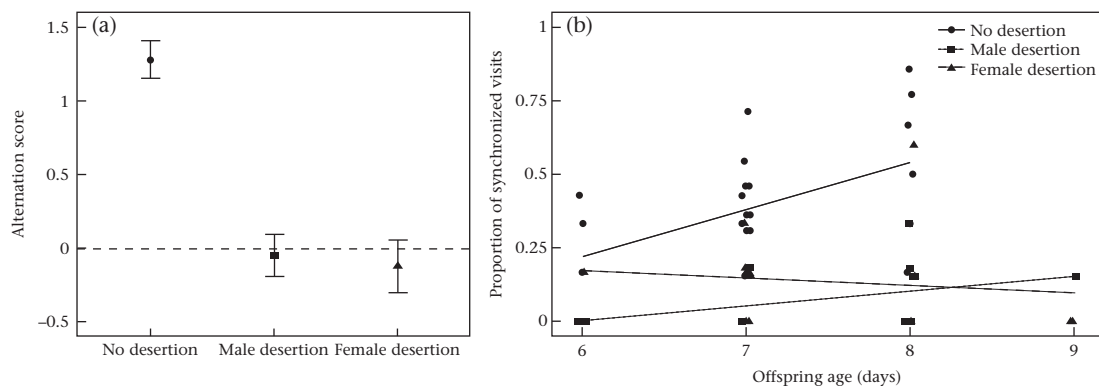 (a)
1.5
1
0.5
0
–0.5
Alternation score
No desertion
Male desertion
Female desertion
(b)
No desertion
Male desertion
Female desertion
1
0.75
0.5
0.25
0
Proportion of synchronized visits
6
7
8
9
Offspring age (days)